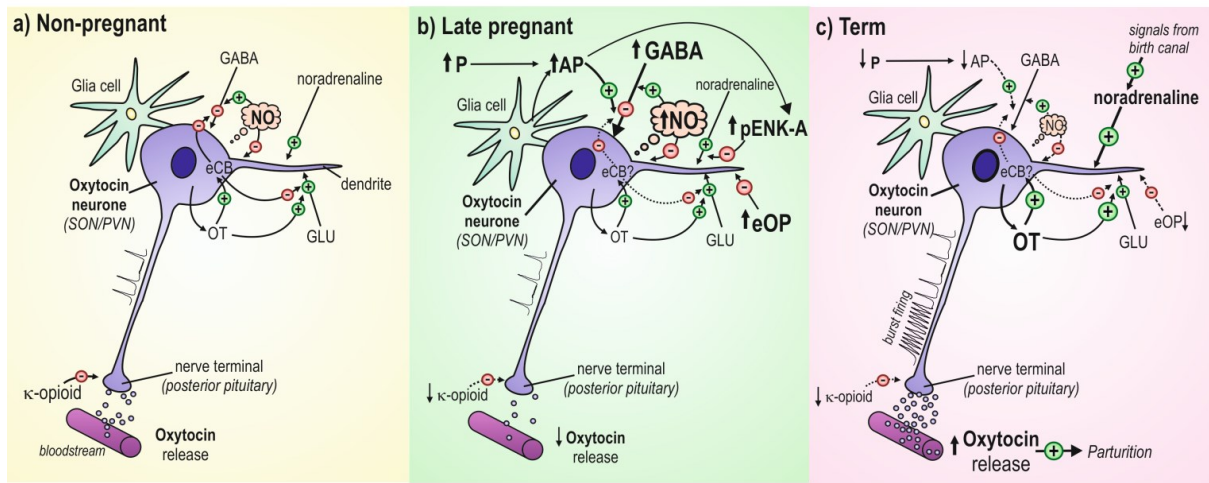 a) Non-pregnant
GABA
noradrenaline
Glia cell
NO
eCB
dendrite
Oxytocin
neurone
(SON/PVN)
OT
GLU
nerve terminal
(posterior pituitary)
κ-opioid
bloodstream
Oxytocin
release
b) Late pregnant
↑P
↑AP
↑GABA
Glia cell
noradrenaline
↑NO
↑
pENK-A
eCB?
Oxytocin
neurone
(SON/PVN)
OT
GLU
↑eOP
nerve terminal
(posterior pituitary)
↓ κ-opioid
↓ Oxytocin
release
c) Term
signals from
birth canal
↓ P
↓ AP
GABA
Glia cell
noradrenaline
NO
eCB?
Oxytocin
neuron
(SON/PVN)
OT
GLU
eOP↓
burst firing
nerve terminal
(posterior pituitary)
↓ κ-opioid
↑ Oxytocin
release
Parturition